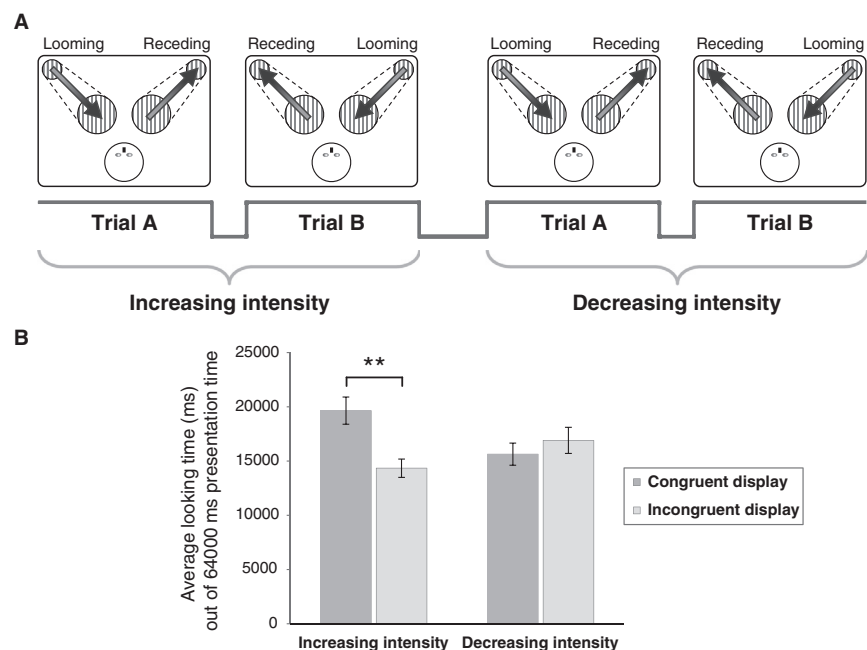 A
Looming Receding Receding Looming Looming Receding Receding Looming
Trial A Trial B Trial A Trial B
Increasing intensity Decreasing intensity
B
Average looking time (ms)
out of 64000 ms presentation time
25000
20000
15000
10000
5000
0
**
Congruent display
Incongruent display
Increasing intensity Decreasing intensity